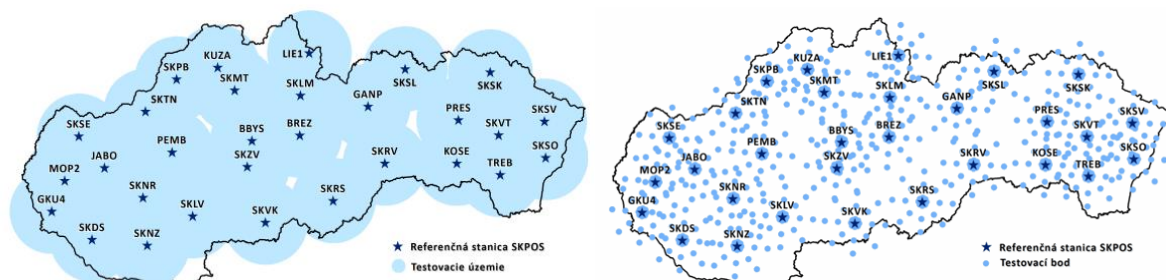 LIE1
KUZA
SKPB
SKMT
SKLM
SKSL
SKSK
SKTN
GANP
PRES
SKSV
SKSE
BBYS
BREZ
SKVT
PEMB
MOP2
JABO
SKZV
SKRV
KOSE
TREB
SKSO
GKU4
SKNR
SKLV
SKVK
SKRS
SKDS
SKNZ
Referenčná stanica SKPOS
Testovacie územie
LIE1
KUZA
SKPB
SKMT
SKLM
SKSL
SKSK
SKTN
GANP
PRES
SKSV
SKSE
BBYS
BREZ
SKVT
PEMB
MOP2
JABO
SKZV
SKRV
KOSE
TREB
SKSO
GKU4
SKNR
SKLV
SKVK
SKRS
SKDS
SKNZ
Referenčná stanica SKPOS
Testovací bod